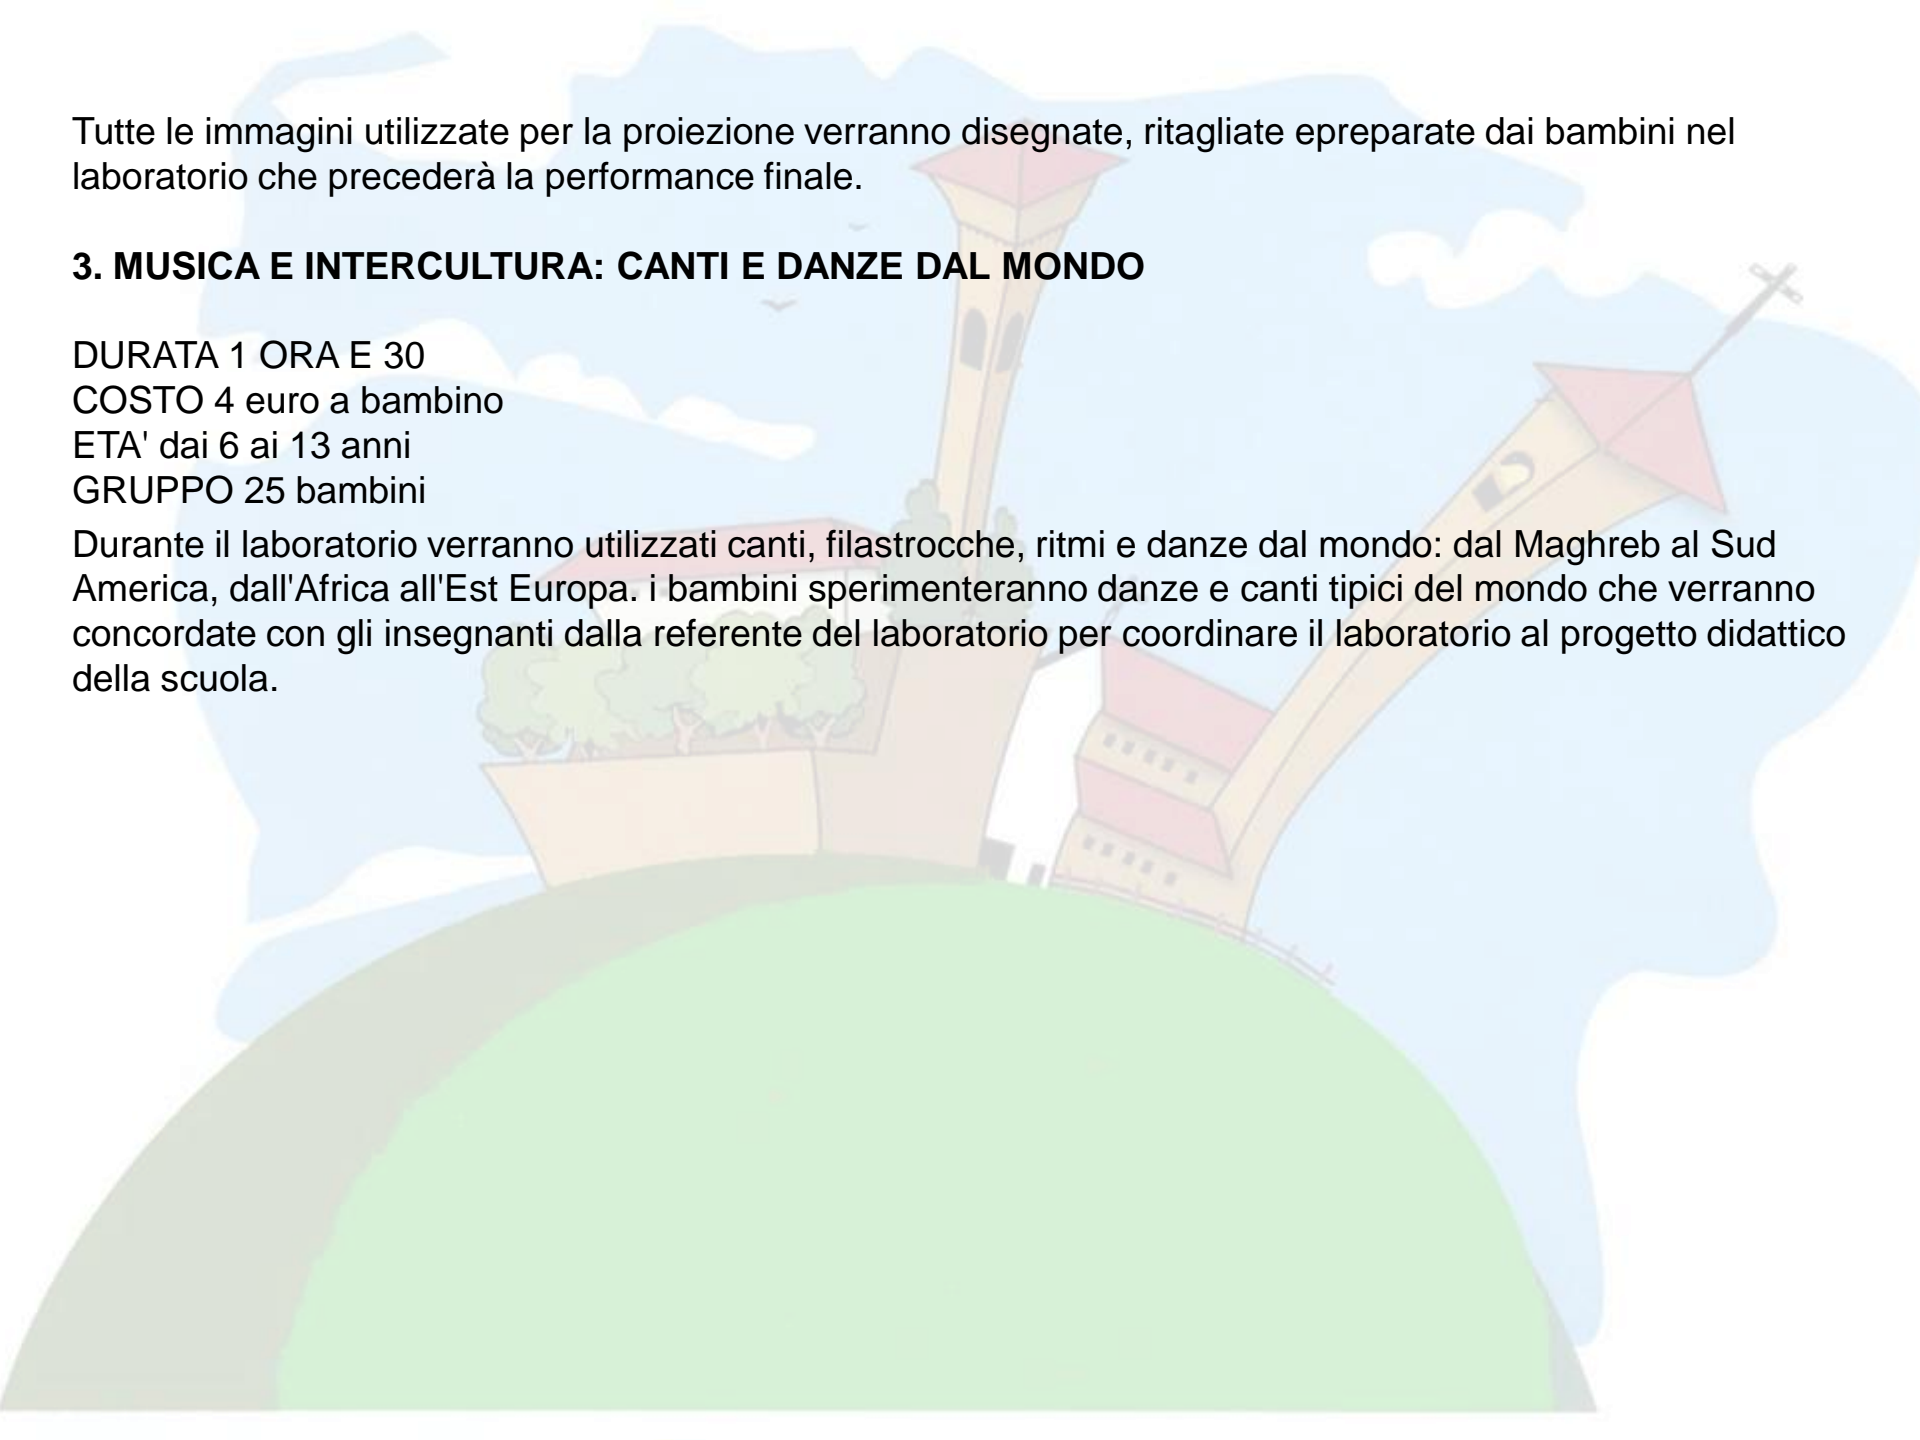 Tutte le immagini utilizzate per la proiezione verranno disegnate, ritagliate epreparate dai bambini nel
laboratorio che precederà la performance finale.
3. MUSICA E INTERCULTURA: CANTI E DANZE DAL MONDO
DURATA 1 ORA E 30
COSTO 4 euro a bambino
ETA' dai 6 ai 13 anni
GRUPPO 25 bambini
Durante il laboratorio verranno utilizzati canti, filastrocche, ritmi e danze dal mondo: dal Maghreb al Sud
America, dall'Africa all'Est Europa. i bambini sperimenteranno danze e canti tipici del mondo che verranno
concordate con gli insegnanti dalla referente del laboratorio per coordinare il laboratorio al progetto didattico
della scuola.